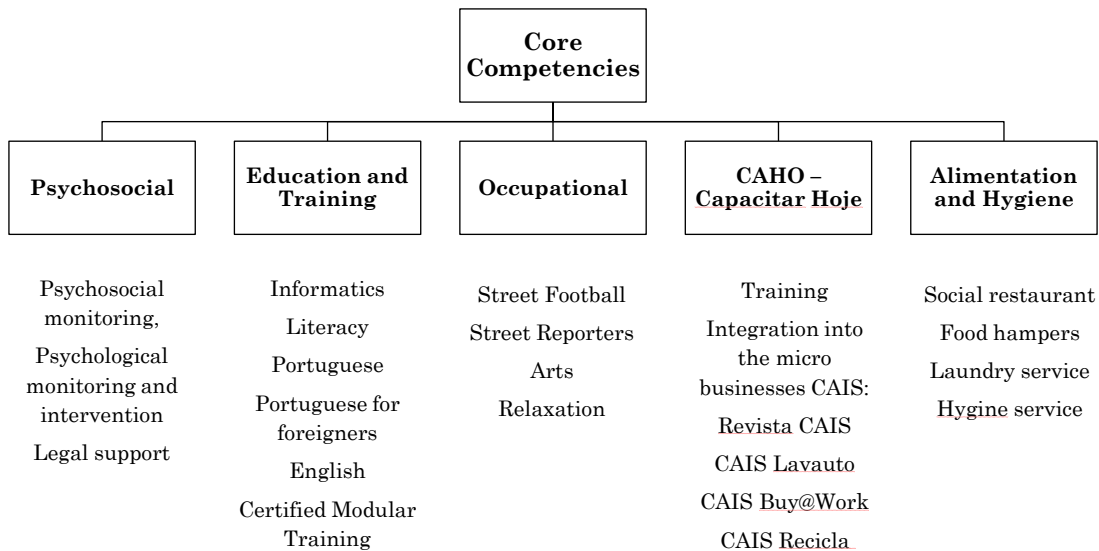 Core
Competencies
Psychosocial
Education and
Training
Occupational
CAHO –
Capacitar Hoje
Alimentation
and Hygiene
Psychosocial
monitoring,
Psychological
monitoring and
intervention
Legal support
Informatics
Literacy
Portuguese
Portuguese for
foreigners
English
Certified Modular
Training
Street Football
Street Reporters
Arts
Relaxation
Training
Integration into
the micro
businesses CAIS:
Revista CAIS
CAIS Lavauto
CAIS Buy@Work
CAIS Recicla
Social restaurant
Food hampers
Laundry service
Hygine service